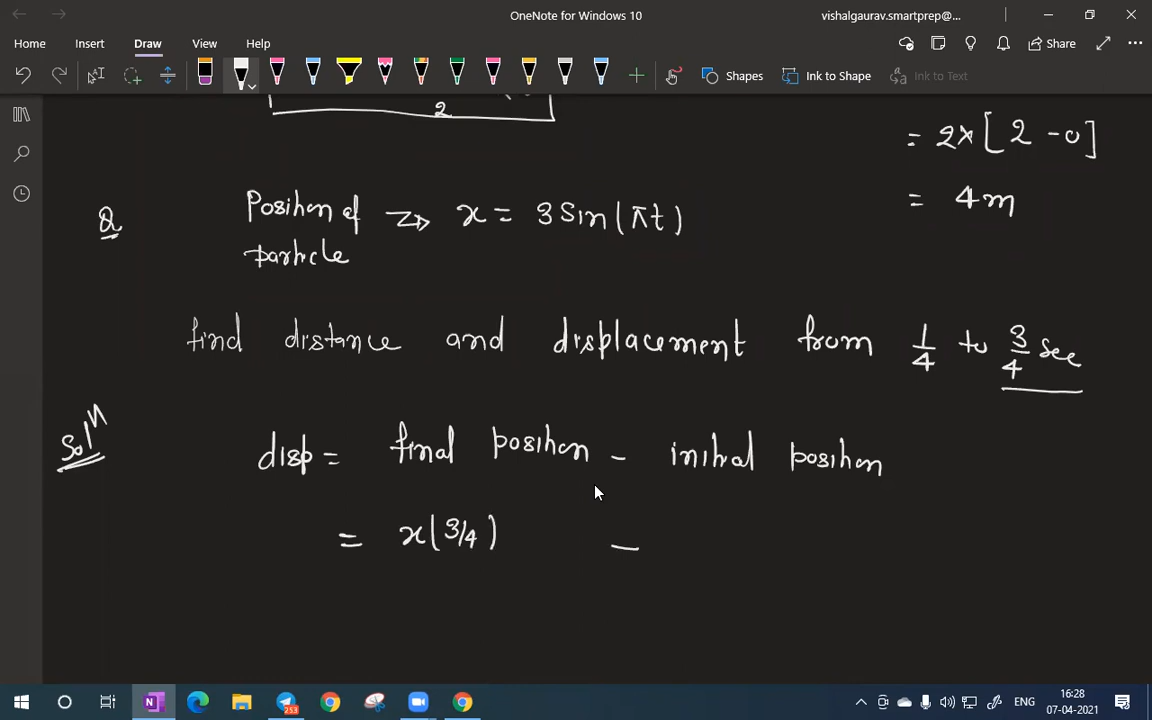 OneNote for Windows 10
vishalgaurav.smartprep@...
Home Insert Draw View Help
Share
Shapes
Ink to Shape
Ink to Text
2
= 2x[2 - 0]
= 4m
Q
Position of particle → x = 3 Sin(πt)
find distance and displacement from 1/4 to 3/4 sec
Solⁿ
disp = final position - initial position
= x(3/4) -
253
ENG
16:28
07-04-2021